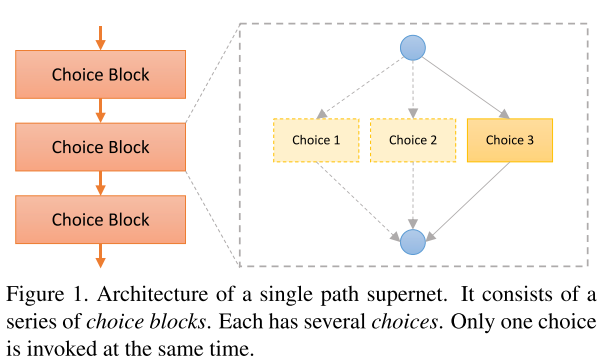 Choice Block
Choice Block
Choice Block
Choice 1
Choice 2
Choice 3
Figure 1. Architecture of a single path supernet. It consists of a
series of choice blocks. Each has several choices. Only one choice
is invoked at the same time.